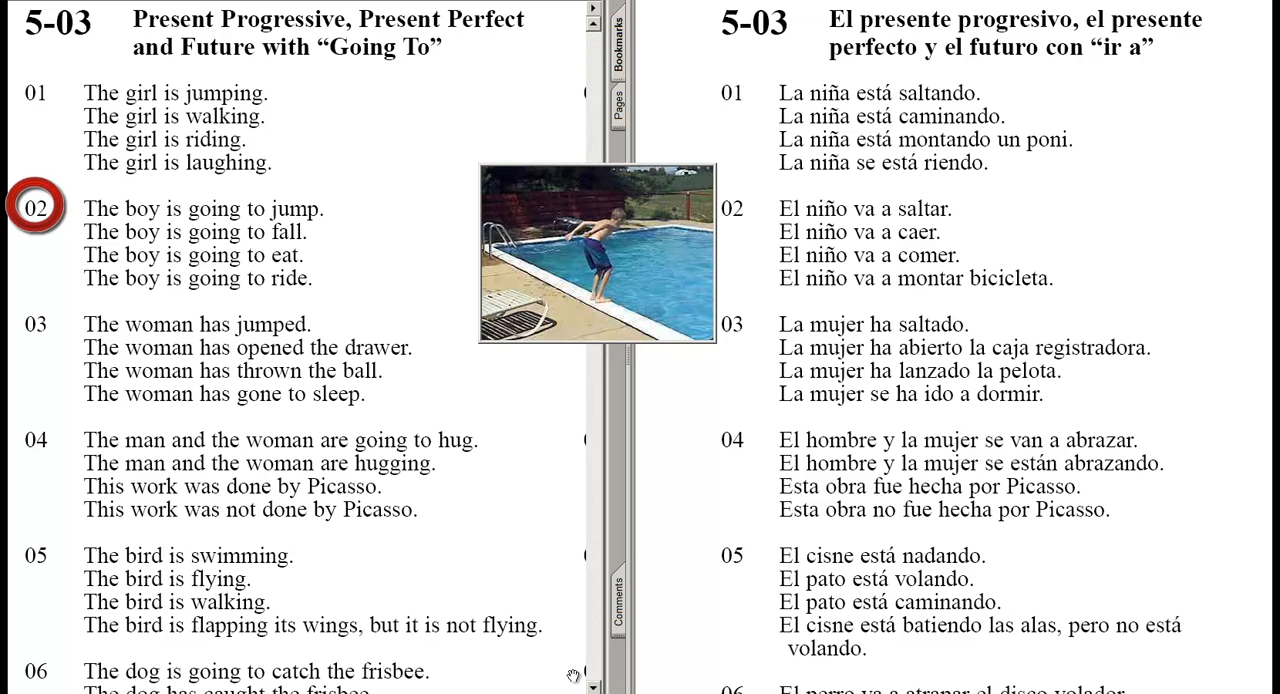 5-03 Present Progressive, Present Perfect
and Future with “Going To”
01 The girl is jumping.
The girl is walking.
The girl is riding.
The girl is laughing.
02 The boy is going to jump.
The boy is going to fall.
The boy is going to eat.
The boy is going to ride.
03 The woman has jumped.
The woman has opened the drawer.
The woman has thrown the ball.
The woman has gone to sleep.
04 The man and the woman are going to hug.
The man and the woman are hugging.
This work was done by Picasso.
This work was not done by Picasso.
05 The bird is swimming.
The bird is flying.
The bird is walking.
The bird is flapping its wings, but it is not flying.
06 The dog is going to catch the frisbee.
The dog has caught the frisbee.
Bookmarks
Pages
Comments
5-03 El presente progresivo, el presente
perfecto y el futuro con “ir a”
01 La niña está saltando.
La niña está caminando.
La niña está montando un poni.
La niña se está riendo.
02 El niño va a saltar.
El niño va a caer.
El niño va a comer.
El niño va a montar bicicleta.
03 La mujer ha saltado.
La mujer ha abierto la caja registradora.
La mujer ha lanzado la pelota.
La mujer se ha ido a dormir.
04 El hombre y la mujer se van a abrazar.
El hombre y la mujer se están abrazando.
Esta obra fue hecha por Picasso.
Esta obra no fue hecha por Picasso.
05 El cisne está nadando.
El pato está volando.
El pato está caminando.
El cisne está batiendo las alas, pero no está
volando.
06 El perro va a atrapar el disco volador.